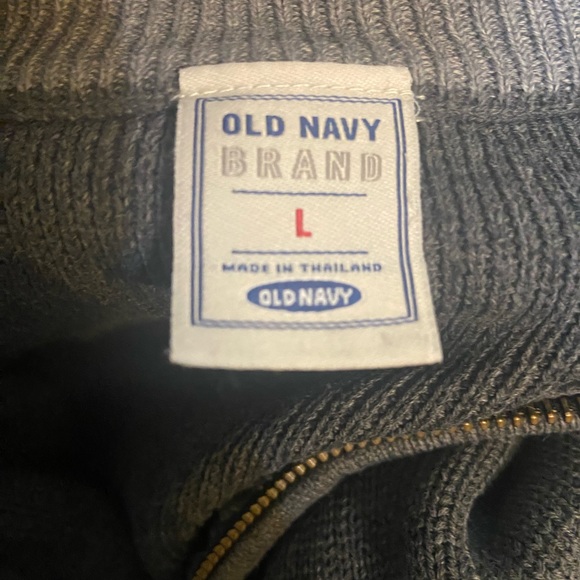 OLD NAVY
BRAND
L
MADE IN THAILAND
OLD NAVY